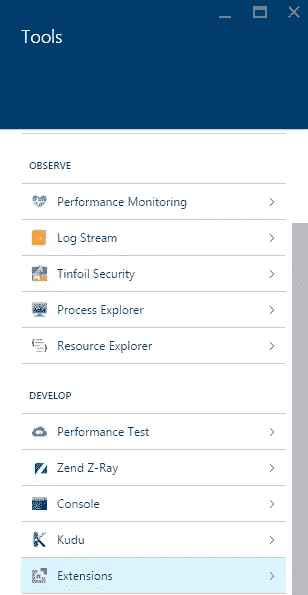 Tools
OBSERVE
Performance Monitoring
Log Stream
Tinfoil Security
Process Explorer
Resource Explorer
DEVELOP
Performance Test
Zend Z-Ray
Console
Kudu
Extensions